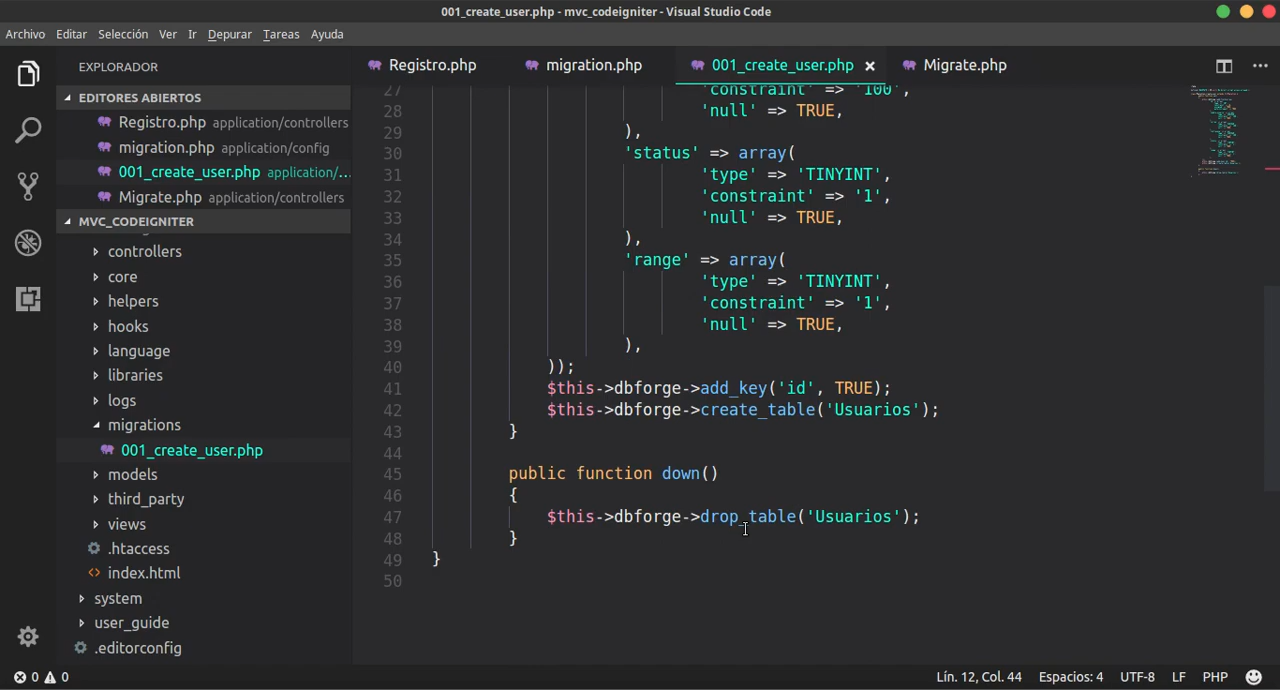 001_create_user.php - mvc_codeigniter - Visual Studio Code
Archivo Editar Selección Ver Ir Depurar Tareas Ayuda
EXPLORADOR
EDITORES ABIERTOS
Registro.php application/controllers
migration.php application/config
001_create_user.php application/...
Migrate.php application/controllers
MVC_CODEIGNITER
controllers
core
helpers
hooks
language
libraries
logs
migrations
001_create_user.php
models
third_party
views
.htaccess
index.html
system
user_guide
.editorconfig
Registro.php migration.php 001_create_user.php Migrate.php
27 'constraint' => '100',
28 'null' => TRUE,
29 ),
30 'status' => array(
31 'type' => 'TINYINT',
32 'constraint' => '1',
33 'null' => TRUE,
34 ),
35 'range' => array(
36 'type' => 'TINYINT',
37 'constraint' => '1',
38 'null' => TRUE,
39 ),
40 ));
41 $this->dbforge->add_key('id', TRUE);
42 $this->dbforge->create_table('Usuarios');
43 }
44
45 public function down()
46 {
47 $this->dbforge->drop_table('Usuarios');
48 }
49 }
50
0 0 Lín. 12, Col. 44 Espacios: 4 UTF-8 LF PHP